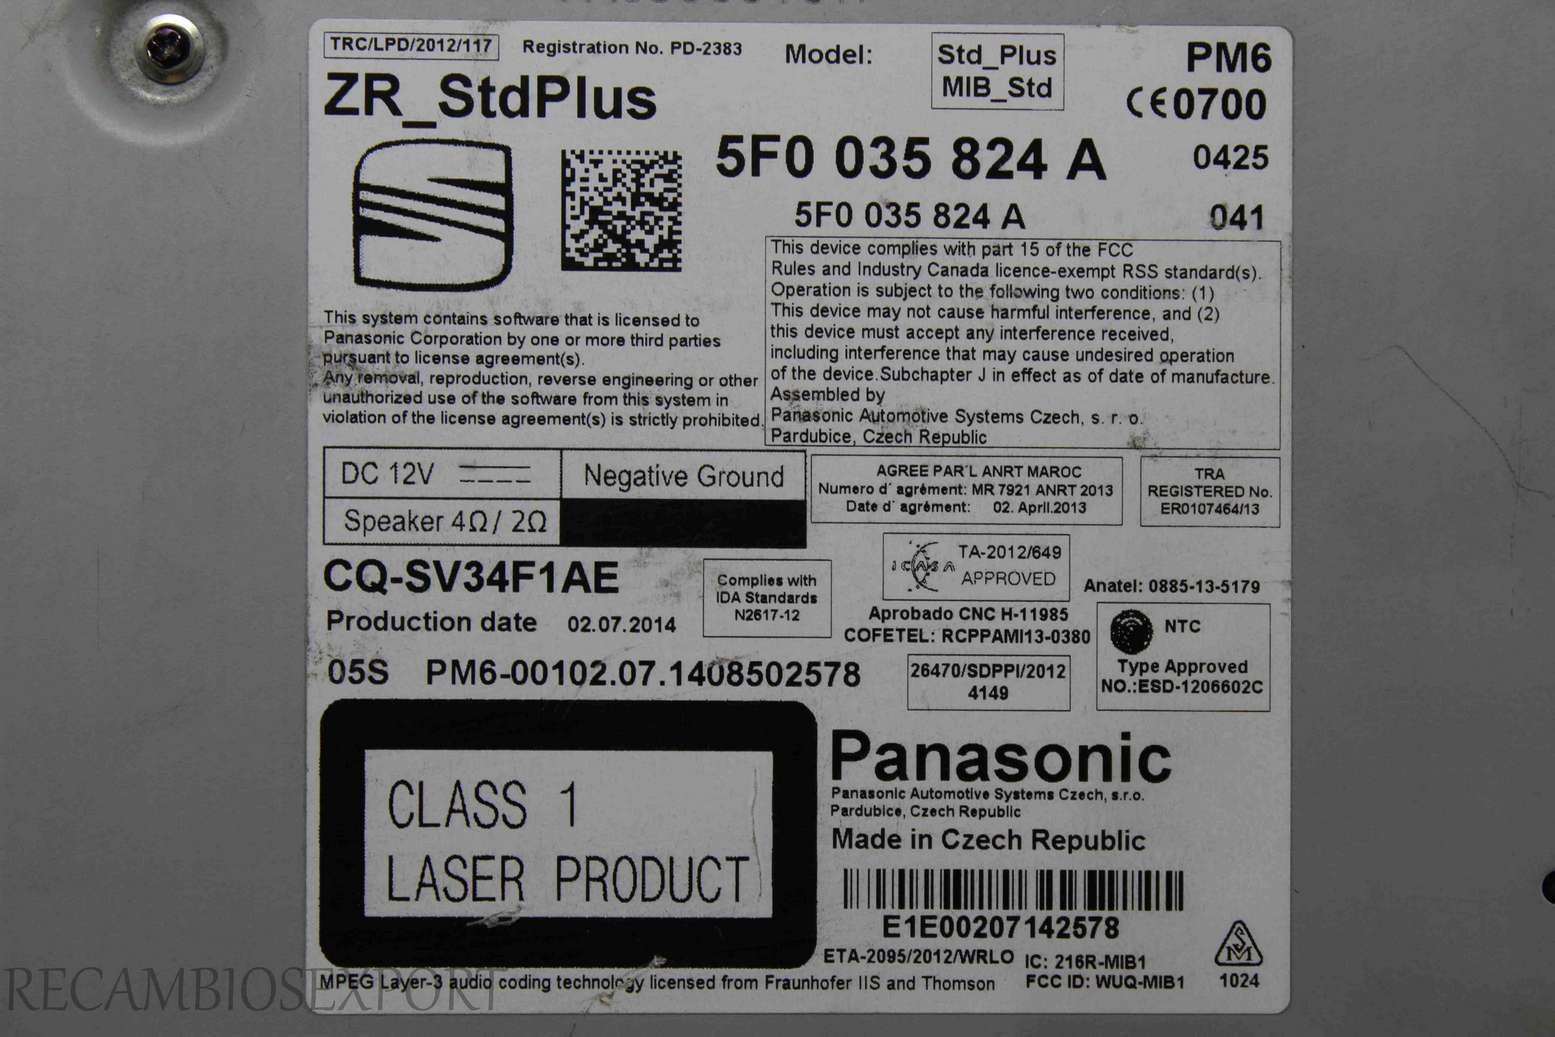 TRC/LPD/2012/117
Registration No. PD-2383
Model:
Std_Plus
MIB_Std
PM6
CE0700
ZR_StdPlus
5F0 035 824 A
0425
5F0 035 824 A
041
This device complies with part 15 of the FCC
Rules and Industry Canada licence-exempt RSS standard(s).
Operation is subject to the following two conditions: (1)
This device may not cause harmful interference, and (2)
this device must accept any interference received,
including interference that may cause undesired operation
of the device.Subchapter J in effect as of date of manufacture.
Assembled by
Panasonic Automotive Systems Czech, s. r. o.
Pardubice, Czech Republic
This system contains software that is licensed to
Panasonic Corporation by one or more third parties
pursuant to license agreement(s).
Any removal, reproduction, reverse engineering or other
unauthorized use of the software from this system in
violation of the license agreement(s) is strictly prohibited.
DC 12V
Negative Ground
Speaker 4Ω/ 2Ω
AGREE PAR'L ANRT MAROC
Numero d' agrément: MR 7921 ANRT 2013
Date d' agrément: 02. April.2013
TRA
REGISTERED No.
ER0107464/13
CQ-SV34F1AE
Complies with
IDA Standards
N2617-12
ICASA
TA-2012/649
APPROVED
Anatel: 0885-13-5179
Production date 02.07.2014
Aprobado CNC H-11985
COFETEL: RCPPAMI13-0380
NTC
Type Approved
NO.:ESD-1206602C
05S PM6-00102.07.1408502578
26470/SDPPI/2012
4149
CLASS 1
LASER PRODUCT
Panasonic
Panasonic Automotive Systems Czech, s.r.o.
Pardubice, Czech Republic
Made in Czech Republic
E1E00207142578
ETA-2095/2012/WRLO
IC: 216R-MIB1
FCC ID: WUQ-MIB1
1024
MPEG Layer-3 audio coding technology licensed from Fraunhofer IIS and Thomson
RECAMBIOSEXPORT